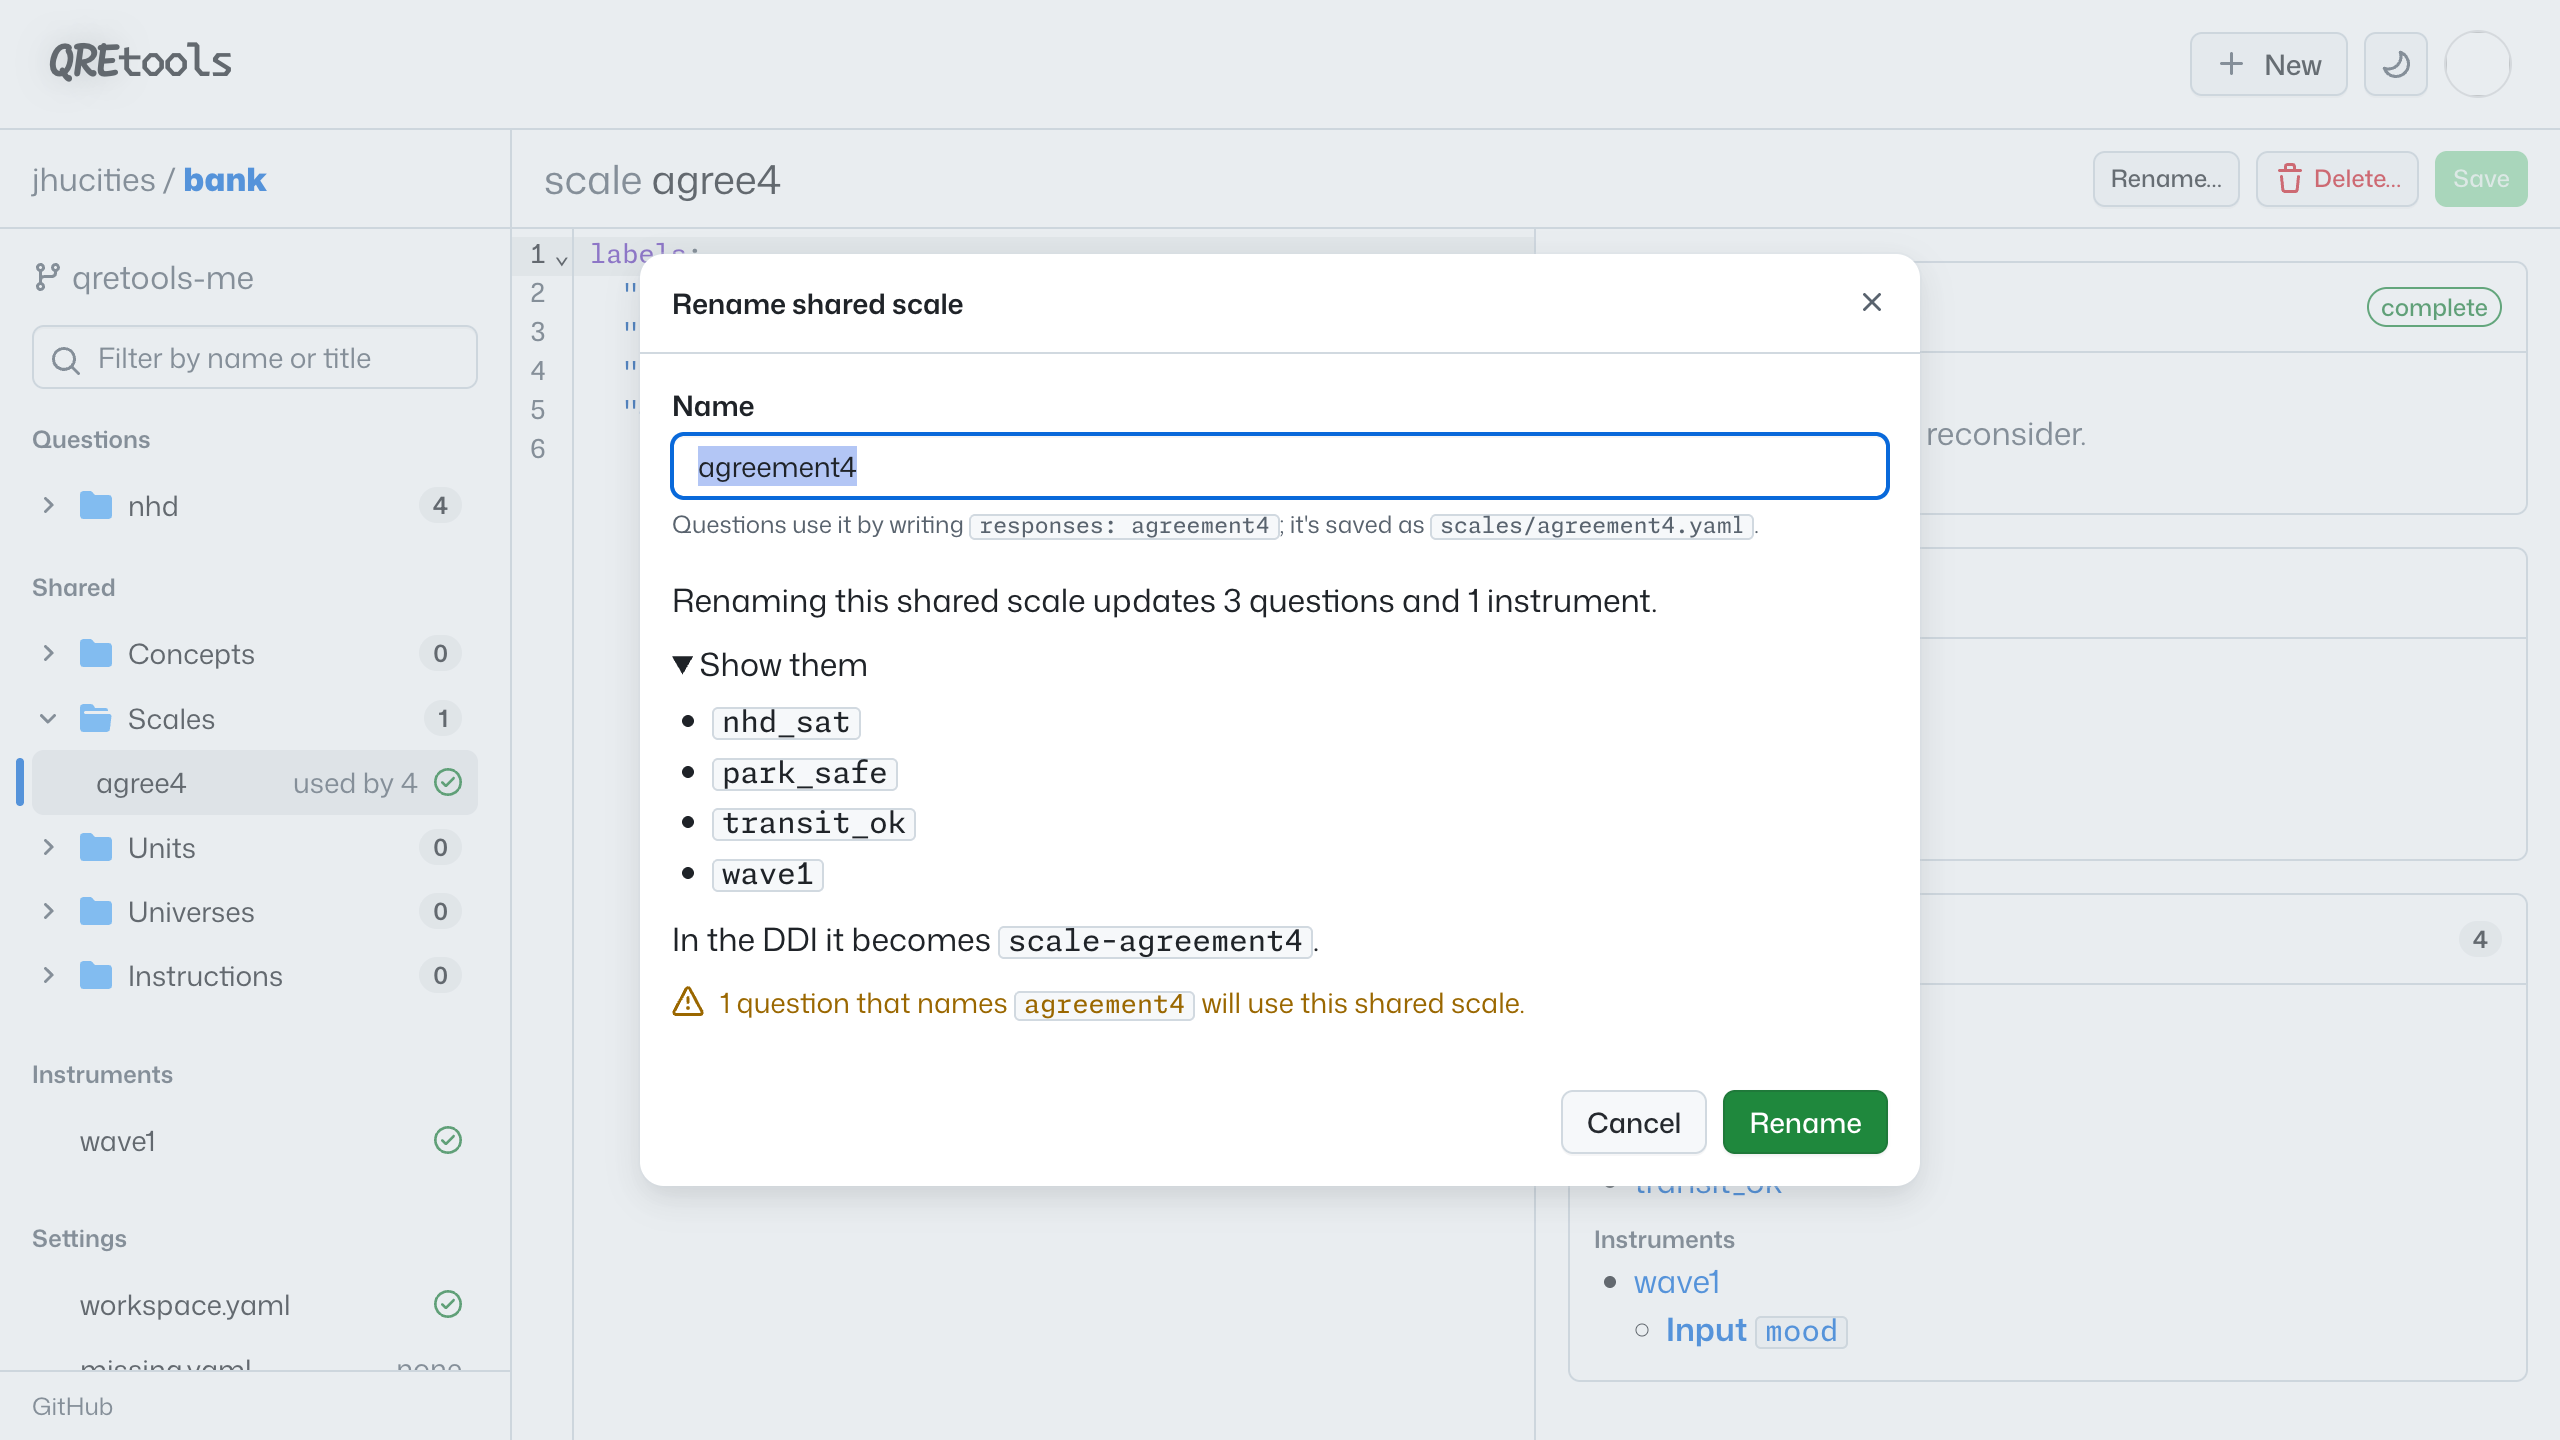 QREtools
New
jhucities / bank
scale agree4
Rename...
Delete...
Save
qretools-me
Filter by name or title
Questions
nhd 4
Shared
Concepts 0
Scales 1
agree4 used by 4
Units 0
Universes 0
Instructions 0
Instruments
wave1
Settings
workspace.yaml
missing.yaml none
GitHub
1 labels:
2 "
3 "
4 "
5 "
6
Rename shared scale
Name
agreement4
Questions use it by writing responses: agreement4; it's saved as scales/agreement4.yaml.
Renaming this shared scale updates 3 questions and 1 instrument.
Show them
nhd_sat
park_safe
transit_ok
wave1
In the DDI it becomes scale-agreement4.
1 question that names agreement4 will use this shared scale.
Cancel
Rename
complete
reconsider.
4
transit_ok
Instruments
wave1
Input mood